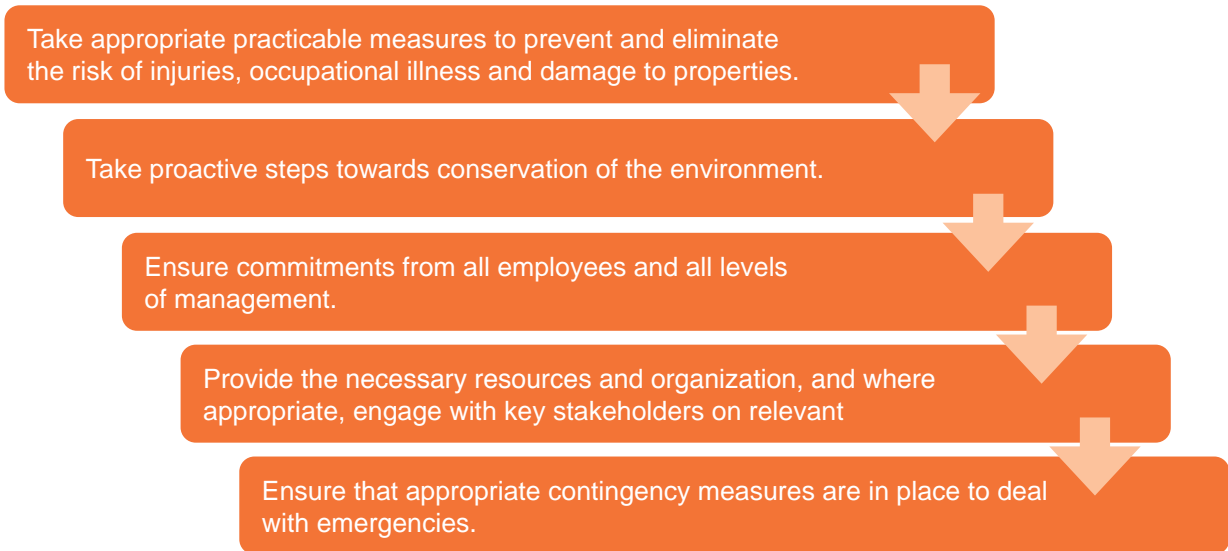 Take appropriate practicable measures to prevent and eliminate
the risk of injuries, occupational illness and damage to properties.
Take proactive steps towards conservation of the environment.
Ensure commitments from all employees and all levels
of management.
Provide the necessary resources and organization, and where
appropriate, engage with key stakeholders on relevant
Ensure that appropriate contingency measures are in place to deal
with emergencies.